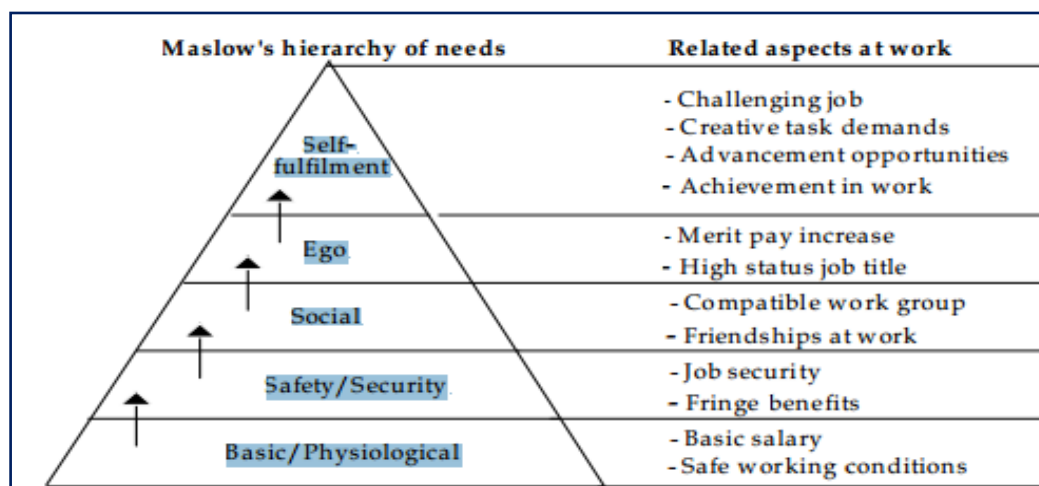 Maslow's hierarchy of needs
Related aspects at work
Self-
fulfilment
- Challenging job
- Creative task demands
- Advancement opportunities
- Achievement in work
Ego
- Merit pay increase
- High status job title
Social
- Compatible work group
- Friendships at work
Safety/Security
- Job security
- Fringe benefits
Basic/Physiological
- Basic salary
- Safe working conditions